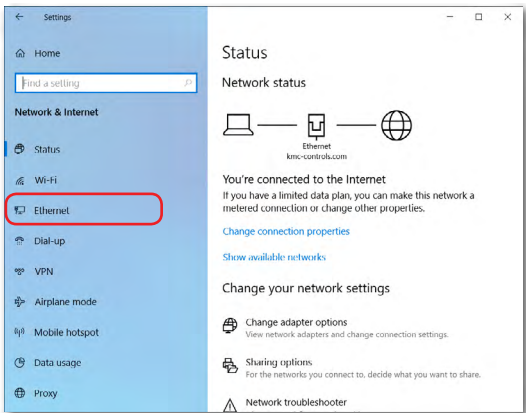 Settings
Home
Find a setting
Network & Internet
Status
Wi-Fi
Ethernet
Dial-up
VPN
Airplane mode
Mobile hotspot
Data usage
Proxy
Status
Network status
Ethernet
kmc-controls.com
You're connected to the Internet
If you have a limited data plan, you can make this network a
metered connection or change other properties.
Change connection properties
Show available networks
Change your network settings
Change adapter options
View network adapters and change connection settings.
Sharing options
For the networks you connect to, decide what you want to share.
Network troubleshooter